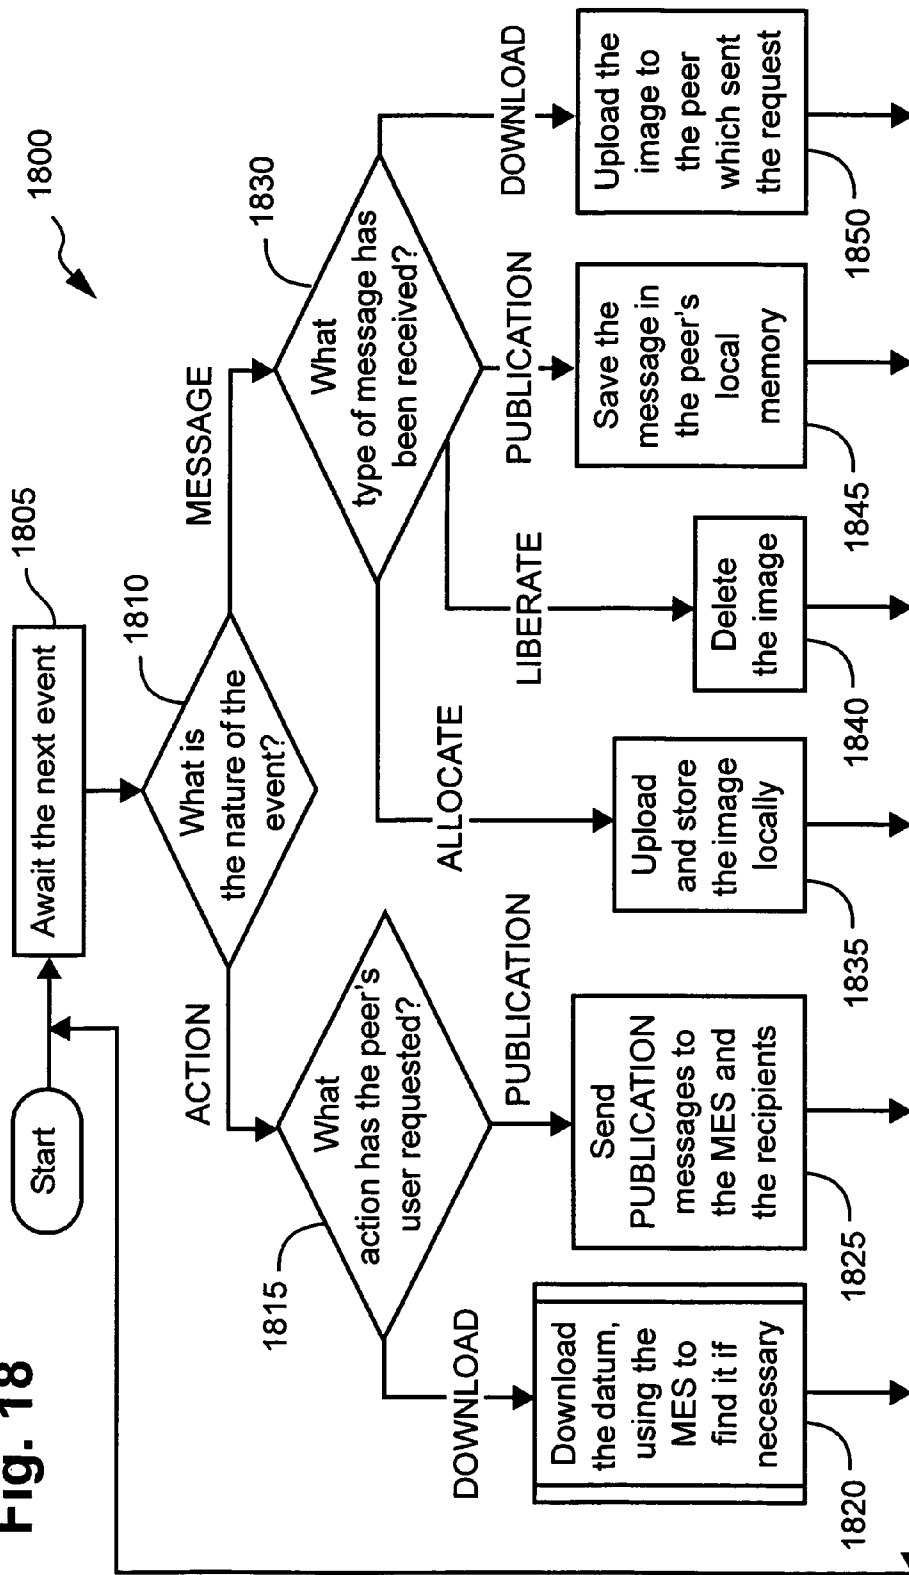 Fig. 18
1800
Start
Await the next event
1805
What is
the nature of the
event?
1810
ACTION
MESSAGE
What
action has the peer's
user requested?
1815
What
type of message has
been received?
1830
DOWNLOAD
PUBLICATION
ALLOCATE
LIBERATE
PUBLICATION
DOWNLOAD
Download
the datum,
using the
MES to
find it if
necessary
1820
Send
PUBLICATION
messages to
the MES and
the recipients
1825
Upload
and store
the image
locally
1835
Delete
the image
1840
Save the
message in
the peer's
local
memory
1845
Upload the
image to
the peer
which sent
the request
1850